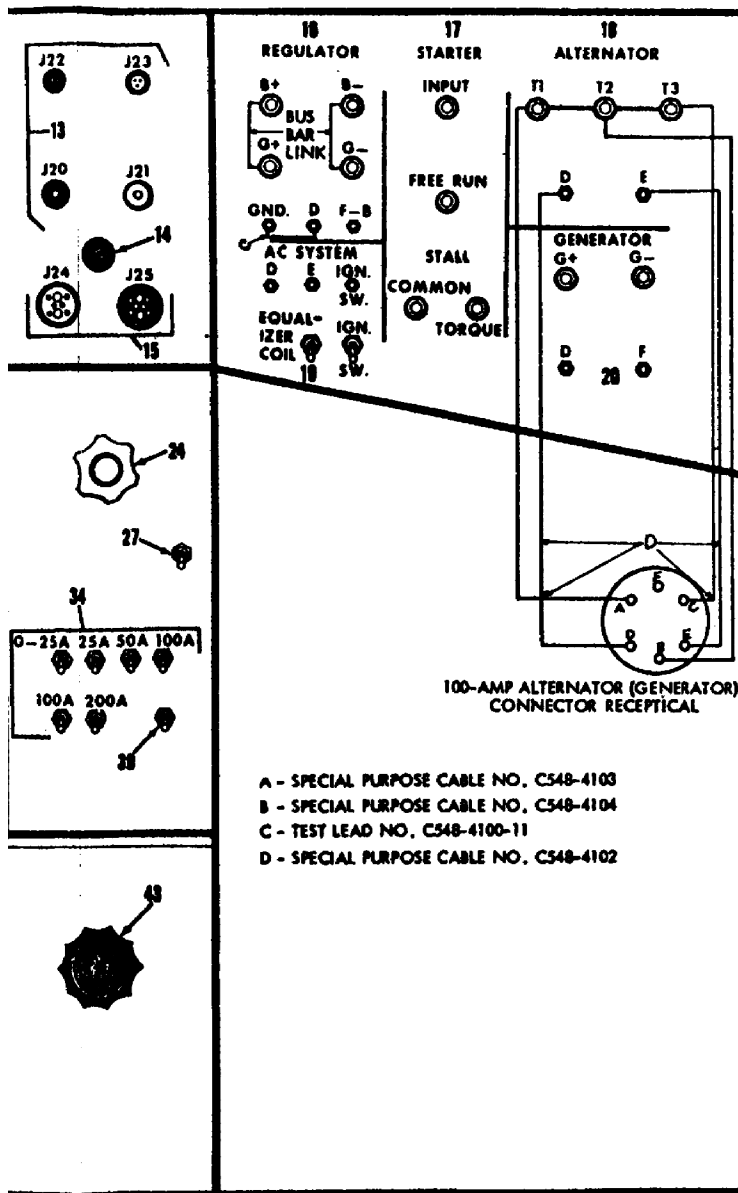 J22 J23
13
J20 J21
14
J24 J25
15
16
REGULATOR
B+ B-
BUS
BAR
LINK
G+ G-
GND. D F-B
C
AC SYSTEM
D E IGN.
SW.
EQUAL-
IZER
COIL
IGN.
SW.
19
17
STARTER
INPUT
FREE RUN
STALL
COMMON
TORQUE
18
ALTERNATOR
T1 T2 T3
D E
GENERATOR
G+ G-
D F
20
24
27
34
0-25A 25A 50A 100A
100A 200A
39
43
D
A F C
D B E
100-AMP ALTERNATOR (GENERATOR)
CONNECTOR RECEPTICAL
A - SPECIAL PURPOSE CABLE NO. C548-4103
B - SPECIAL PURPOSE CABLE NO. C548-4104
C - TEST LEAD NO. C548-4100-11
D - SPECIAL PURPOSE CABLE NO. C548-4102